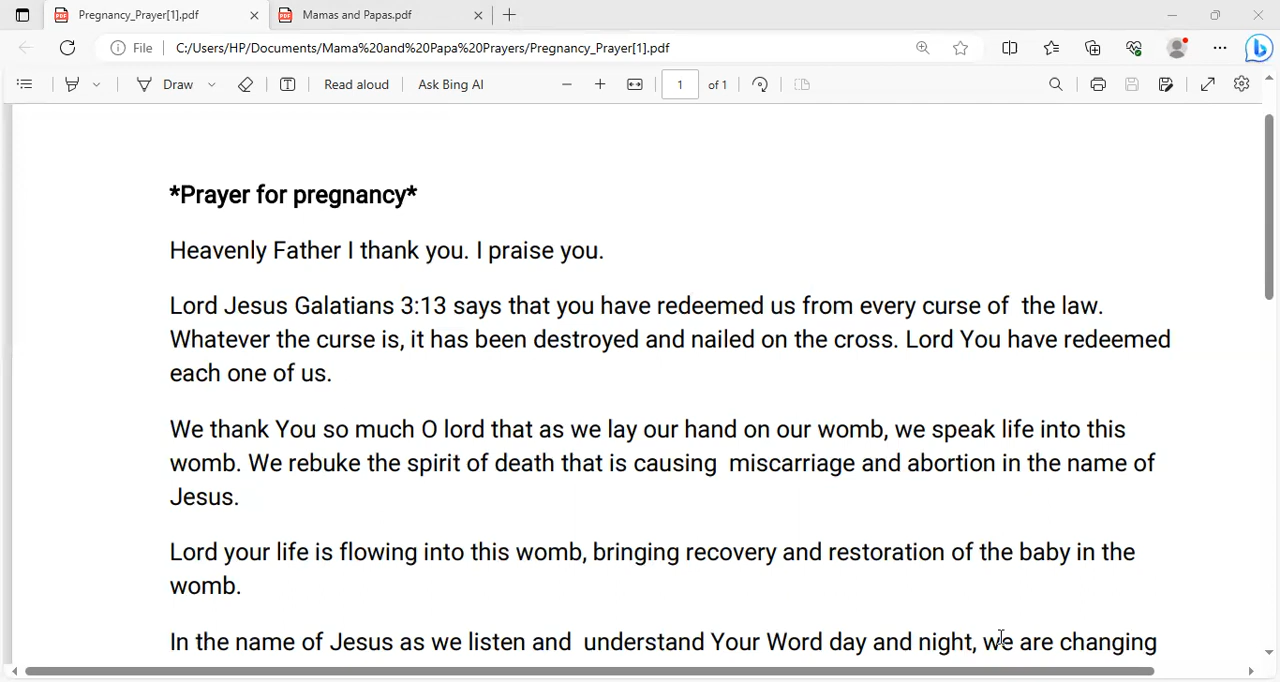 Pregnancy_Prayer[1].pdf
Mamas and Papas.pdf
File
C:/Users/HP/Documents/Mama%20and%20Papa%20Prayers/Pregnancy_Prayer[1].pdf
Draw
Read aloud
Ask Bing AI
1
of 1
*Prayer for pregnancy*
Heavenly Father I thank you. I praise you.
Lord Jesus Galatians 3:13 says that you have redeemed us from every curse of  the law.
Whatever the curse is, it has been destroyed and nailed on the cross. Lord You have redeemed
each one of us.
We thank You so much O lord that as we lay our hand on our womb, we speak life into this
womb. We rebuke the spirit of death that is causing  miscarriage and abortion in the name of
Jesus.
Lord your life is flowing into this womb, bringing recovery and restoration of the baby in the
womb.
In the name of Jesus as we listen and  understand Your Word day and night, we are changing